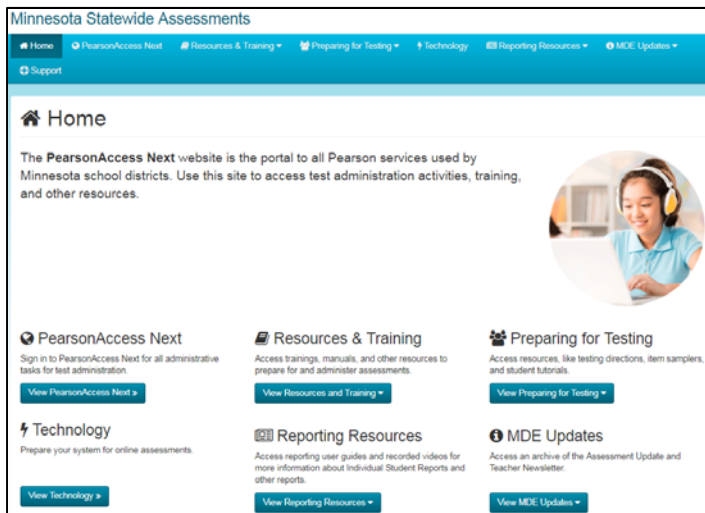 Minnesota Statewide Assessments
Home PearsonAccess Next Resources & Training Preparing for Testing Technology Reporting Resources MDE Updates
Support
Home
The PearsonAccess Next website is the portal to all Pearson services used by
Minnesota school districts. Use this site to access test administration activities, training,
and other resources.
PearsonAccess Next
Sign in to PearsonAccess Next for all administrative
tasks for test administration.
View PearsonAccess Next »
Resources & Training
Access trainings, manuals, and other resources to
prepare for and administer assessments.
View Resources and Training
Preparing for Testing
Access resources, like testing directions, item samplers,
and student tutorials.
View Preparing for Testing
Technology
Prepare your system for online assessments.
View Technology »
Reporting Resources
Access reporting user guides and recorded videos for
more information about Individual Student Reports and
other reports.
View Reporting Resources
MDE Updates
Access an archive of the Assessment Update and
Teacher Newsletter.
View MDE Updates